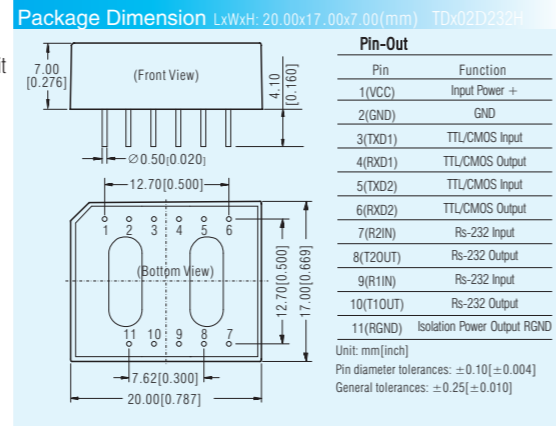 Package Dimension LxWxH: 20.00x17.00x7.00(mm) TDx02D232H
it
7.00
[0.276]
(Front View)
4.10
[0.160]
∅0.50[0.020]
12.70[0.500]
1 2 3 4 5 6
(Bottom View)
12.70[0.500]
17.00[0.669]
11 10 9 8 7
7.62[0.300]
20.00[0.787]
Pin-Out
Pin Function
1(VCC) Input Power +
2(GND) GND
3(TXD1) TTL/CMOS Input
4(RXD1) TTL/CMOS Output
5(TXD2) TTL/CMOS Input
6(RXD2) TTL/CMOS Output
7(R2IN) Rs-232 Input
8(T2OUT) Rs-232 Output
9(R1IN) Rs-232 Input
10(T1OUT) Rs-232 Output
11(RGND) Isolation Power Output RGND
Unit: mm[inch]
Pin diameter tolerances: ±0.10[±0.004]
General tolerances: ±0.25[±0.010]